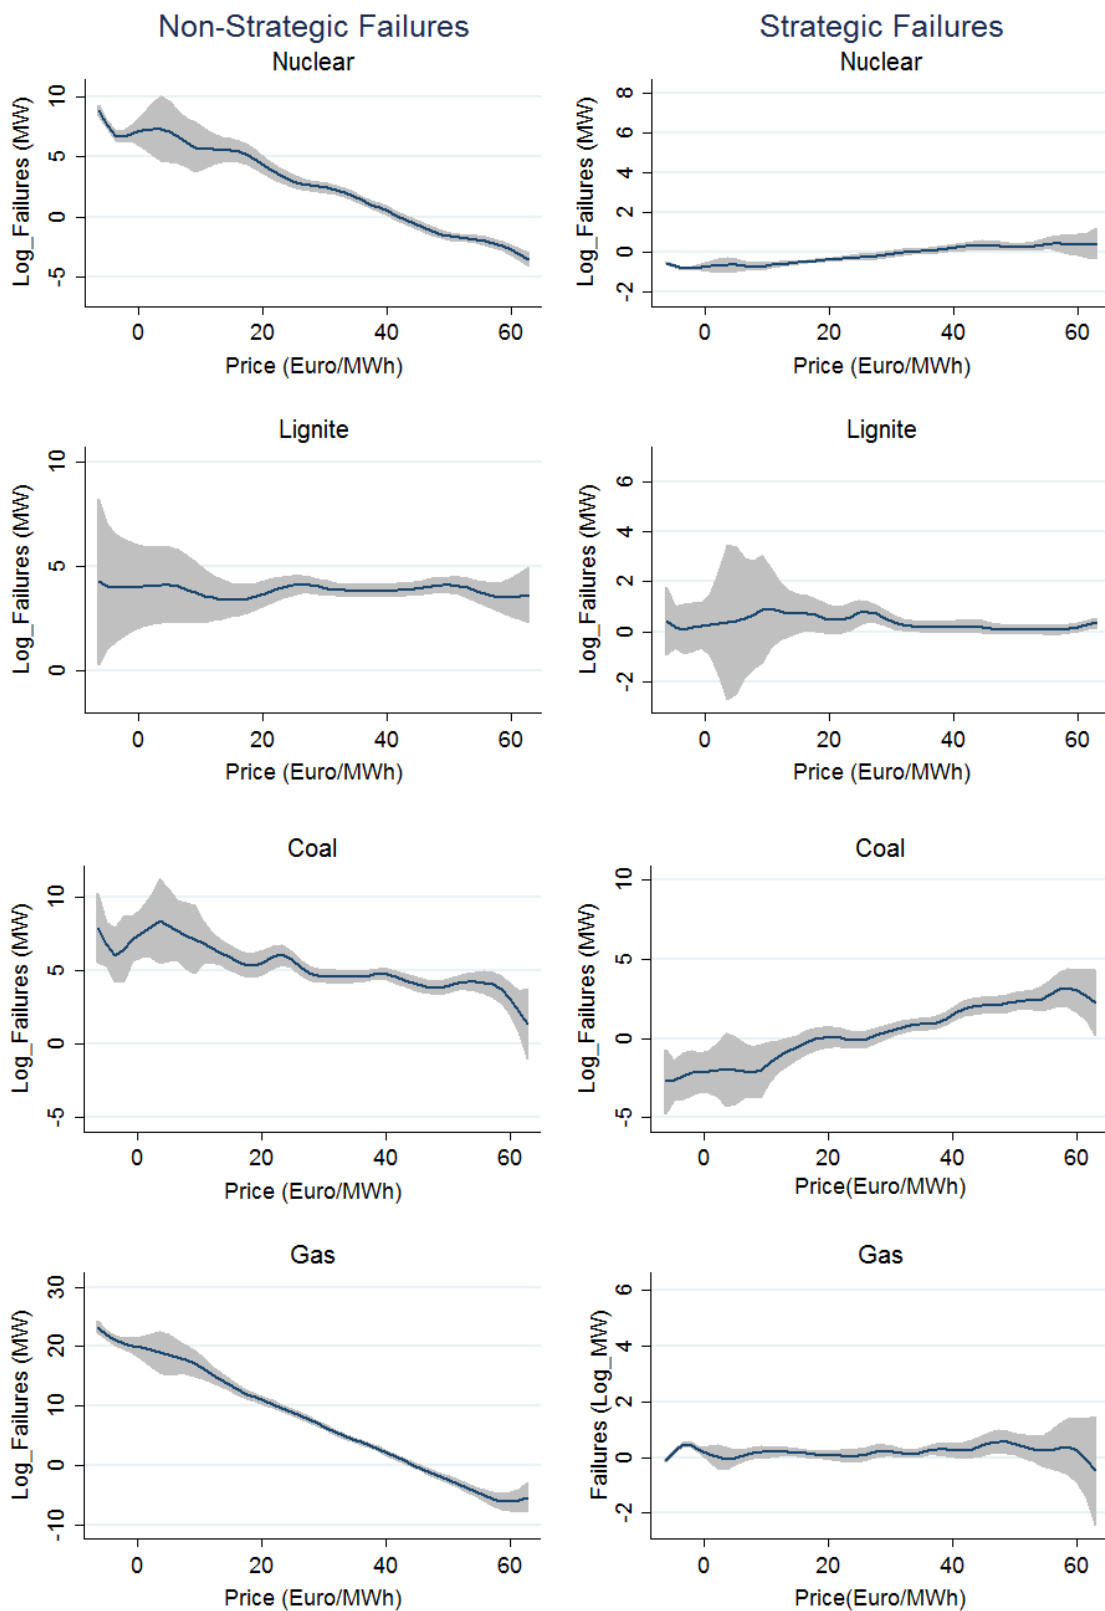 Non-Strategic Failures
Nuclear
Log_Failures (MW)
10
5
0
-5
0 20 40 60
Price (Euro/MWh)
Strategic Failures
Nuclear
Log_Failures (MW)
8
6
4
2
0
-2
0 20 40 60
Price (Euro/MWh)
Lignite
Log_Failures (MW)
10
5
0
0 20 40 60
Price (Euro/MWh)
Lignite
Log_Failures (MW)
6
4
2
0
-2
0 20 40 60
Price (Euro/MWh)
Coal
Log_Failures (MW)
10
5
0
-5
0 20 40 60
Price (Euro/MWh)
Coal
Log_Failures (MW)
10
5
0
-5
0 20 40 60
Price(Euro/MWh)
Gas
Log_Failures (MW)
30
20
10
0
-10
0 20 40 60
Price (Euro/MWh)
Gas
Failures (Log_MW)
6
4
2
0
-2
0 20 40 60
Price(Euro/MWh)